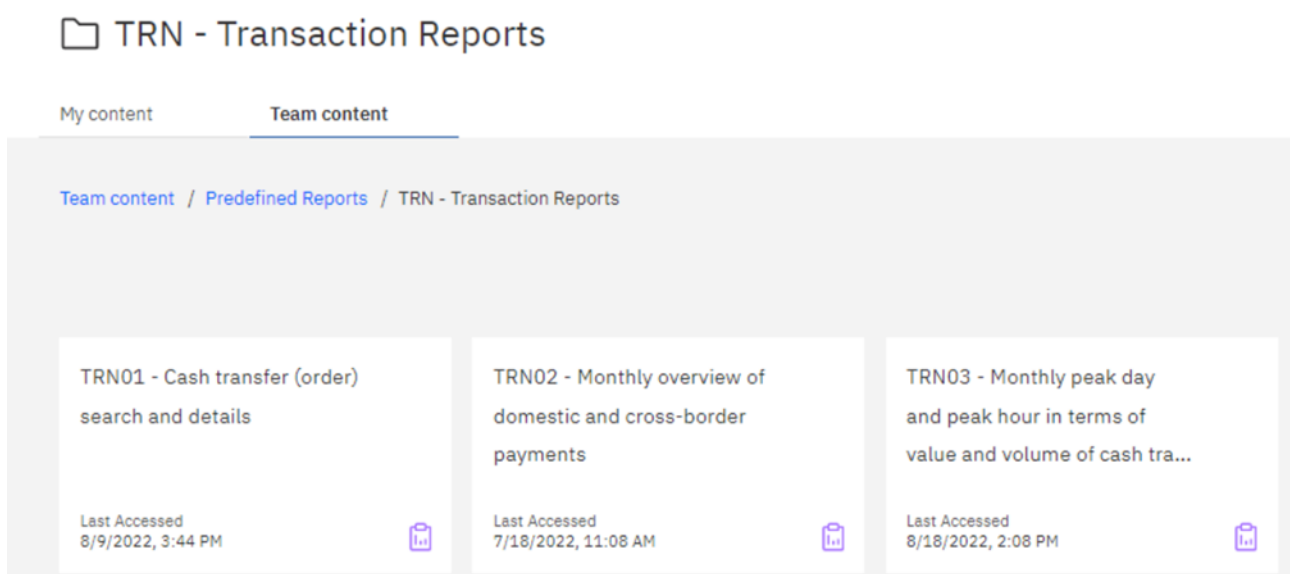 TRN - Transaction Reports
My content
Team content
Team content / Predefined Reports / TRN - Transaction Reports
TRN01 - Cash transfer (order)
search and details
Last Accessed
8/9/2022, 3:44 PM
TRN02 - Monthly overview of
domestic and cross-border
payments
Last Accessed
7/18/2022, 11:08 AM
TRN03 - Monthly peak day
and peak hour in terms of
value and volume of cash tra...
Last Accessed
8/18/2022, 2:08 PM